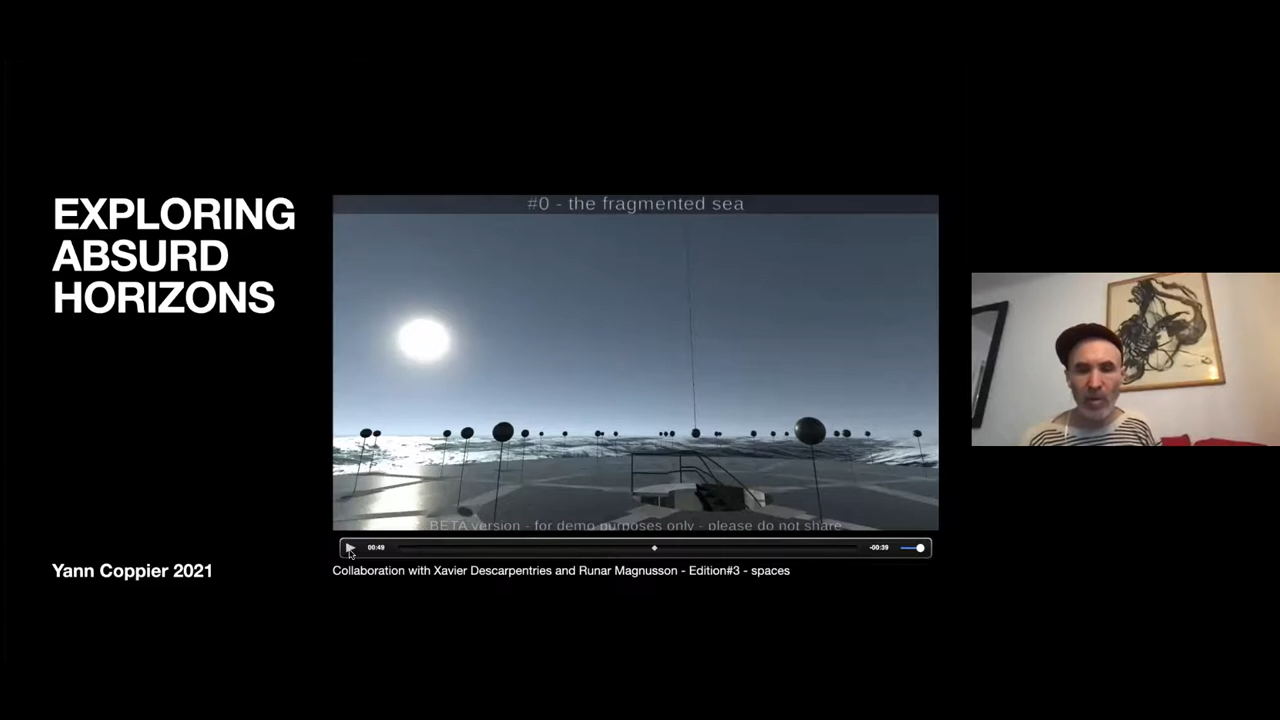 #0 - the fragmented sea
EXPLORING
ABSURD
HORIZONS
BETA version - for demo purposes only - please do not share
00:49
-00:39
Yann Coppier 2021
Collaboration with Xavier Descarpentries and Runar Magnusson - Edition#3 - spaces